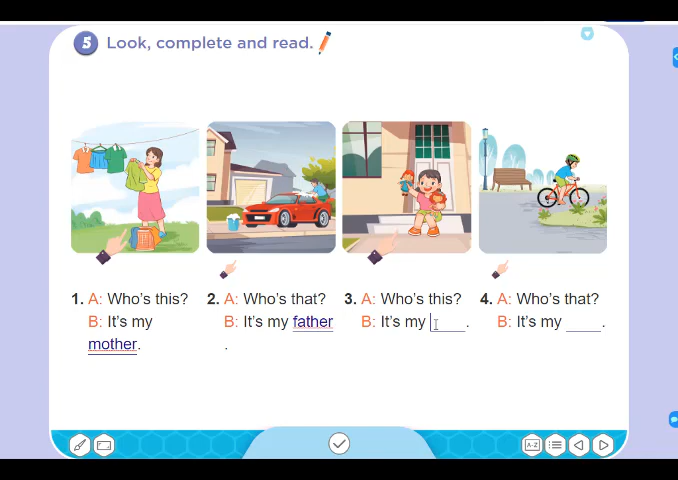 5 Look, complete and read.
1. A: Who's this?
B: It's my
mother.
2. A: Who's that?
B: It's my father
.
3. A: Who's this?
B: It's my ____.
4. A: Who's that?
B: It's my ____.
A-Z